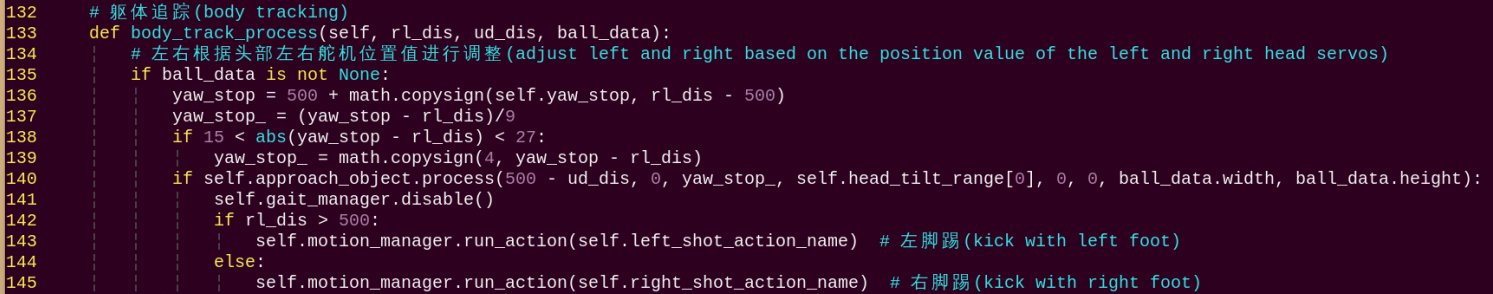 132     # 躯体追踪(body tracking)
133     def body_track_process(self, rl_dis, ud_dis, ball_data):
134         # 左右根据头部左右舵机位置值进行调整(adjust left and right based on the position value of the left and right head servos)
135         if ball_data is not None:
136             yaw_stop = 500 + math.copysign(self.yaw_stop, rl_dis - 500)
137             yaw_stop_ = (yaw_stop - rl_dis)/9
138             if 15 < abs(yaw_stop - rl_dis) < 27:
139                 yaw_stop_ = math.copysign(4, yaw_stop - rl_dis)
140             if self.approach_object.process(500 - ud_dis, 0, yaw_stop_, self.head_tilt_range[0], 0, 0, ball_data.width, ball_data.height):
141                 self.gait_manager.disable()
142                 if rl_dis > 500:
143                     self.motion_manager.run_action(self.left_shot_action_name)  # 左脚踢(kick with left foot)
144                 else:
145                     self.motion_manager.run_action(self.right_shot_action_name)  # 右脚踢(kick with right foot)